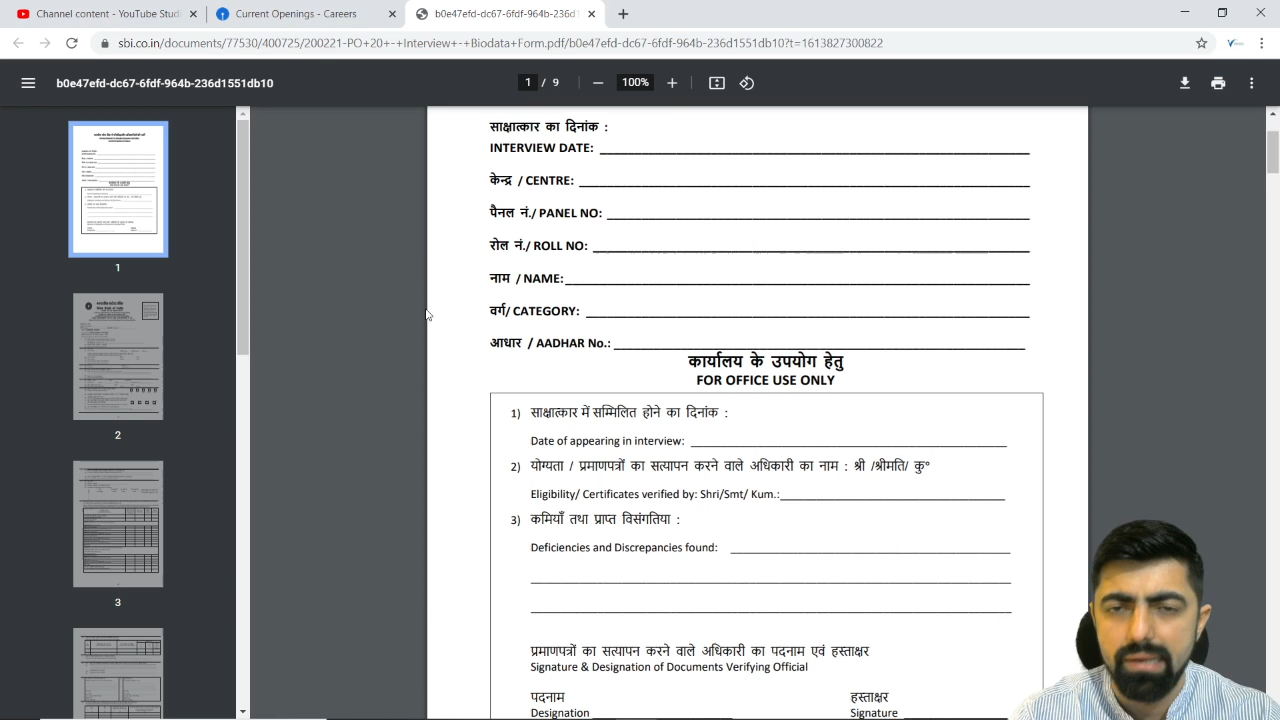 Channel content - YouTube Studi
Current Openings - Careers
b0e47efd-dc67-6fdf-964b-236d1
sbi.co.in/documents/77530/400725/200221-PO+20+-+Interview+-+Biodata+Form.pdf/b0e47efd-dc67-6fdf-964b-236d1551db10?t=1613827300822
b0e47efd-dc67-6fdf-964b-236d1551db10
1 / 9
100%
साक्षात्कार का दिनांक :
INTERVIEW DATE:
केन्द्र / CENTRE:
पैनल नं./ PANEL NO:
रोल नं./ ROLL NO:
नाम / NAME:
वर्ग/ CATEGORY:
आधार / AADHAR No.:
कार्यालय के उपयोग हेतु
FOR OFFICE USE ONLY
1) साक्षात्कार में सम्मिलित होने का दिनांक :
Date of appearing in interview:
2) योग्यता / प्रमाणपत्रों का सत्यापन करने वाले अधिकारी का नाम : श्री /श्रीमति/ कु°
Eligibility/ Certificates verified by: Shri/Smt/ Kum.:
3) कमियाँ तथा प्राप्त विसंगतिया :
Deficiencies and Discrepancies found:
प्रमाणपत्रों का सत्यापन करने वाले अधिकारी का पदनाम एवं हस्ताक्षर
Signature & Designation of Documents Verifying Offi
पदनाम हस्ताक्षर
Designation Signature
1
2
3